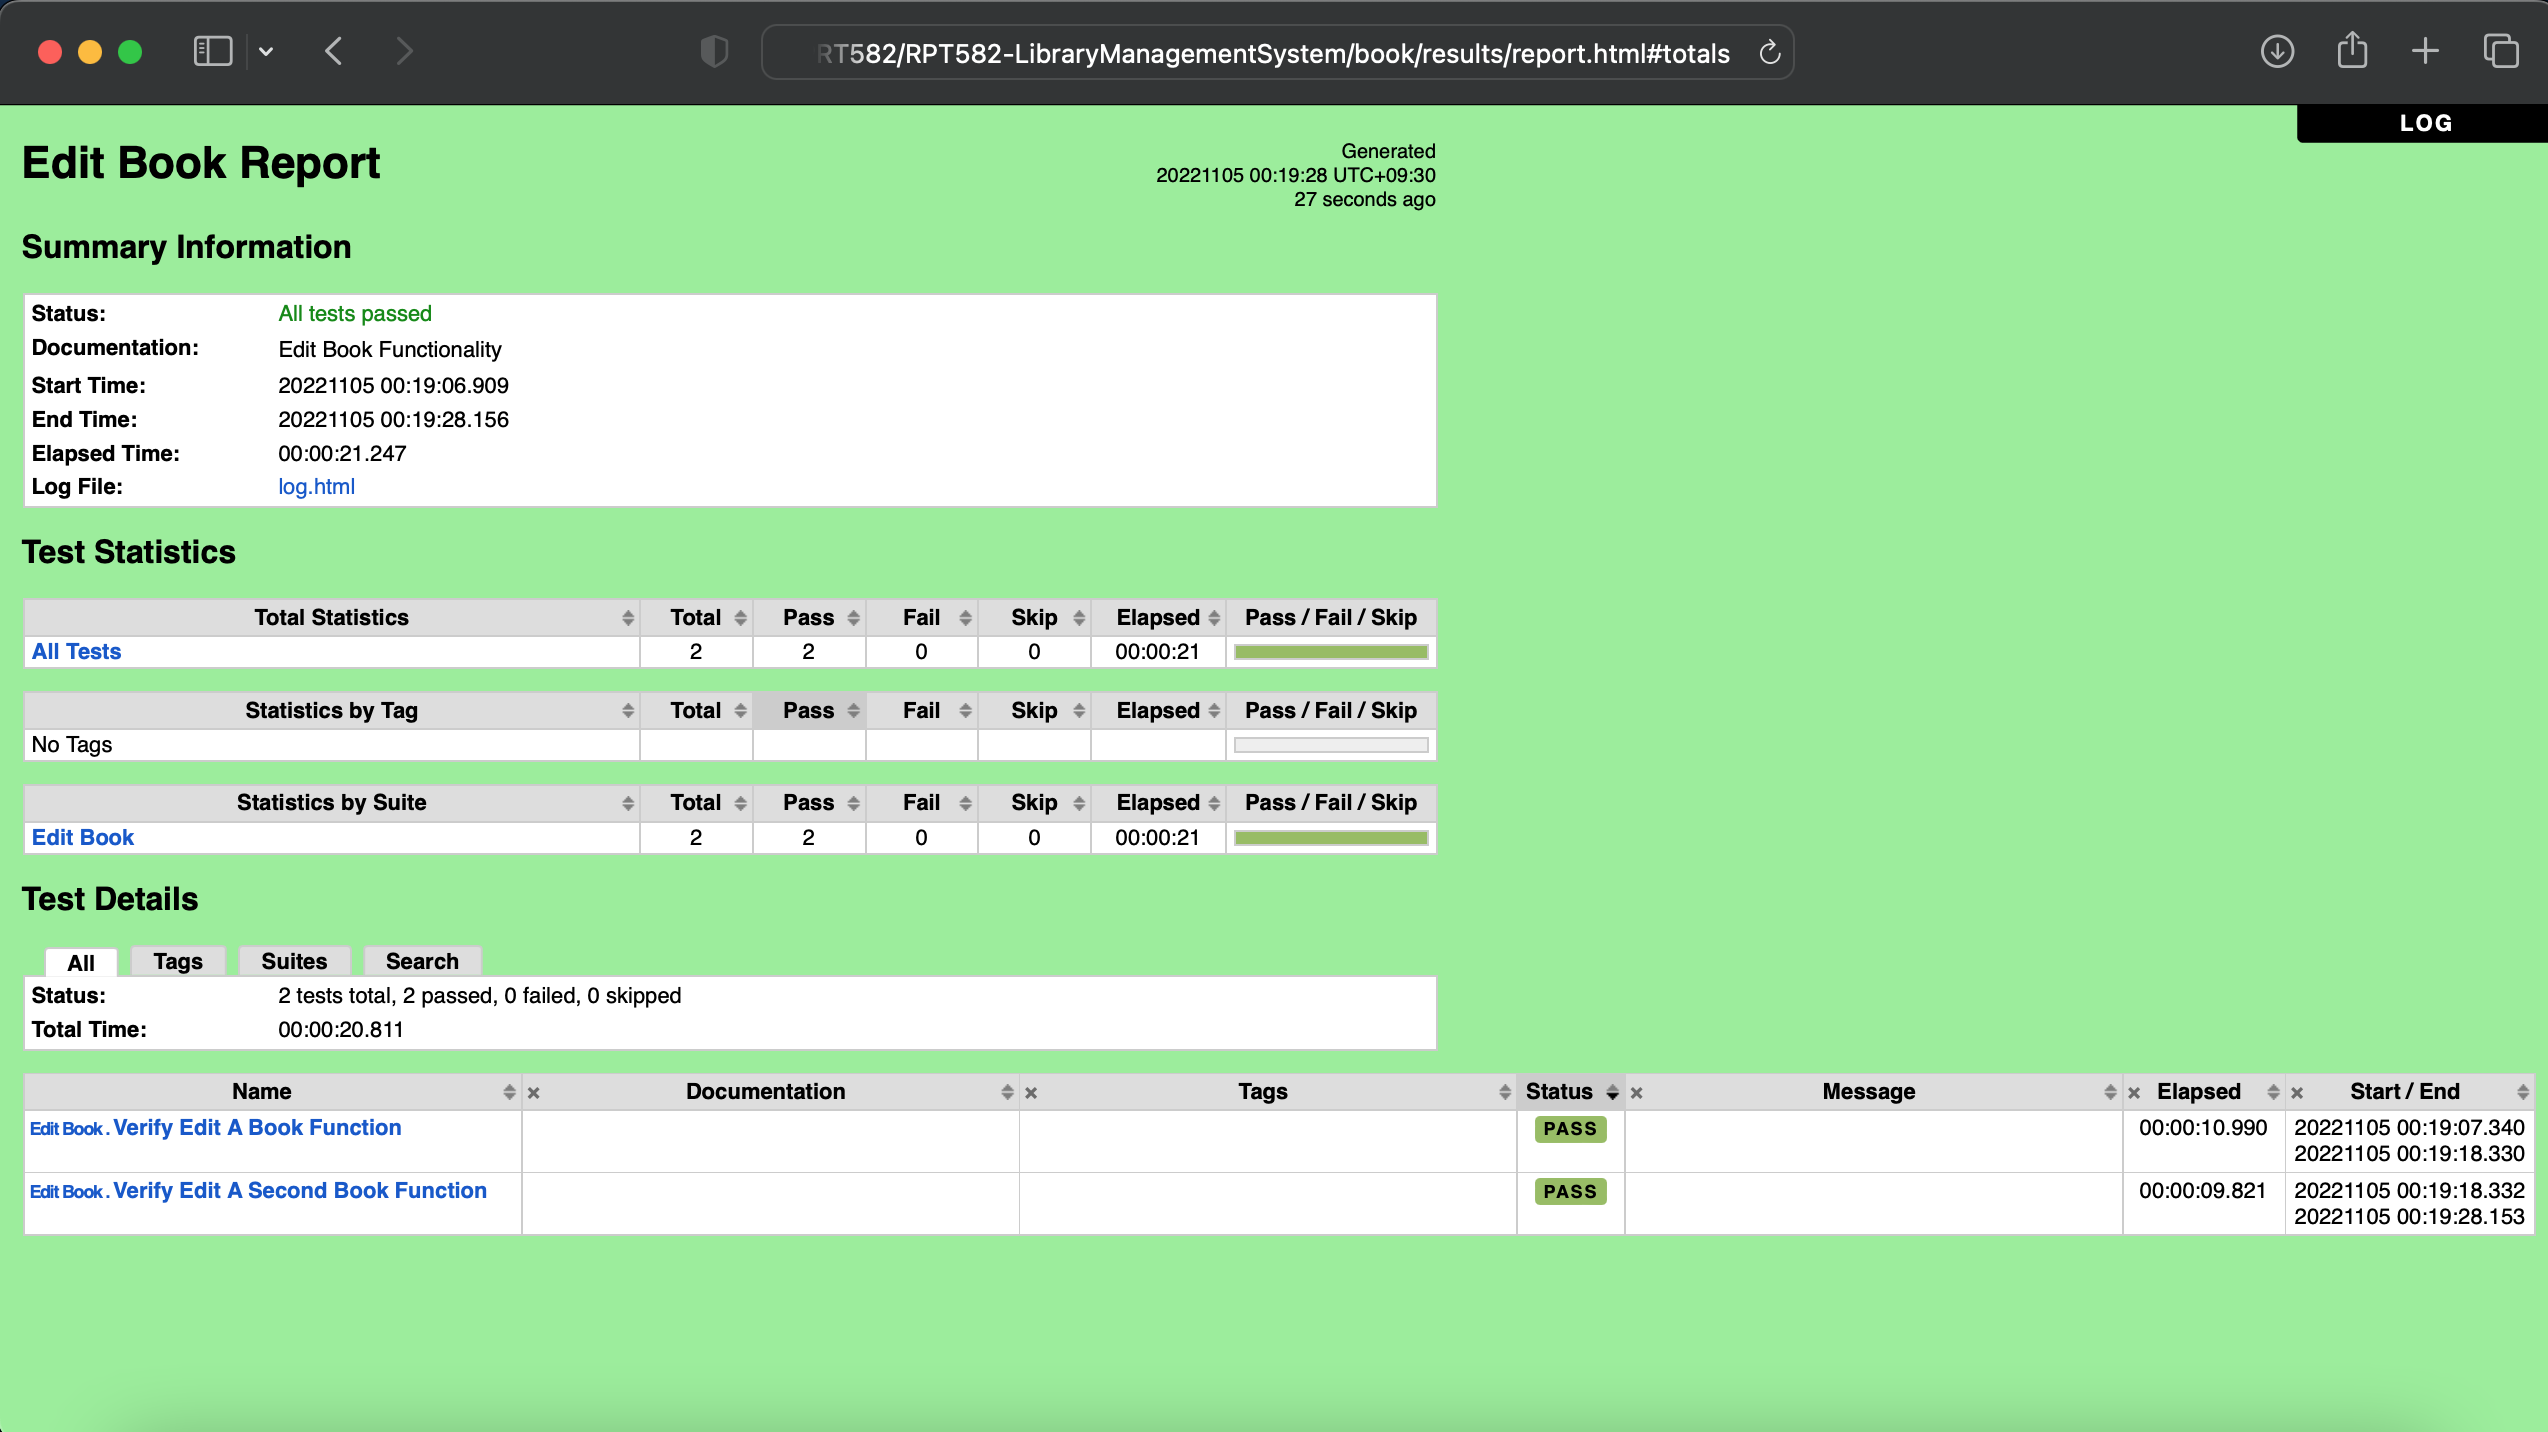 RT582/RPT582-LibraryManagementSystem/book/results/report.html#totals
LOG
Edit Book Report
Generated
20221105 00:19:28 UTC+09:30
27 seconds ago
Summary Information
Status: All tests passed
Documentation: Edit Book Functionality
Start Time: 20221105 00:19:06.909
End Time: 20221105 00:19:28.156
Elapsed Time: 00:00:21.247
Log File: log.html
Test Statistics
Total Statistics Total Pass Fail Skip Elapsed Pass / Fail / Skip
All Tests 2 2 0 0 00:00:21
Statistics by Tag Total Pass Fail Skip Elapsed Pass / Fail / Skip
No Tags
Statistics by Suite Total Pass Fail Skip Elapsed Pass / Fail / Skip
Edit Book 2 2 0 0 00:00:21
Test Details
All Tags Suites Search
Status: 2 tests total, 2 passed, 0 failed, 0 skipped
Total Time: 00:00:20.811
Name × Documentation × Tags Status × Message × Elapsed × Start / End
Edit Book . Verify Edit A Book Function PASS 00:00:10.990 20221105 00:19:07.340
20221105 00:19:18.330
Edit Book . Verify Edit A Second Book Function PASS 00:00:09.821 20221105 00:19:18.332
20221105 00:19:28.153